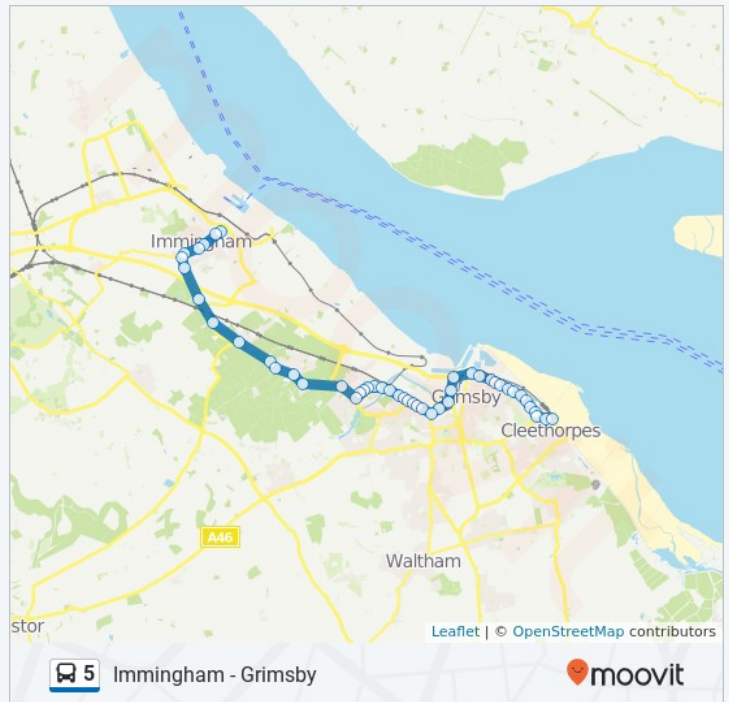 Immingham
Grimsby
Cleethorpes
A46
Waltham
stor
Leaflet | © OpenStreetMap contributors
5 Immingham - Grimsby
moovit